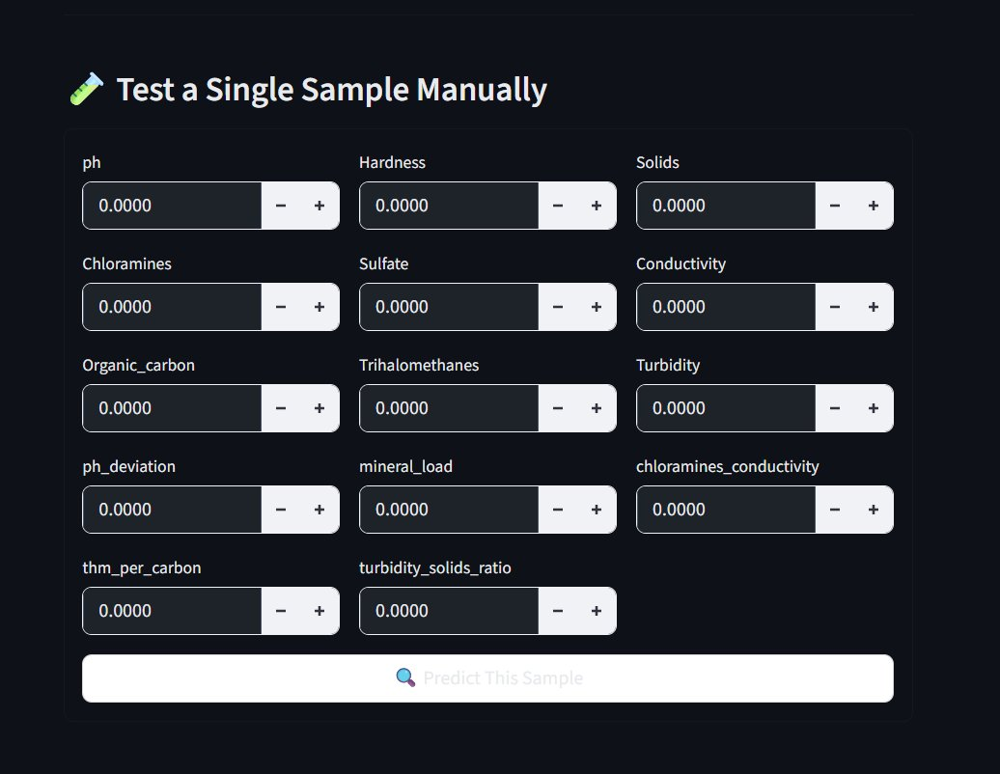 Test a Single Sample Manually
ph Hardness Solids
0.0000 − + 0.0000 − + 0.0000 − +
Chloramines Sulfate Conductivity
0.0000 − + 0.0000 − + 0.0000 − +
Organic_carbon Trihalomethanes Turbidity
0.0000 − + 0.0000 − + 0.0000 − +
ph_deviation mineral_load chloramines_conductivity
0.0000 − + 0.0000 − + 0.0000 − +
thm_per_carbon turbidity_solids_ratio
0.0000 − + 0.0000 − +
Predict This Sample